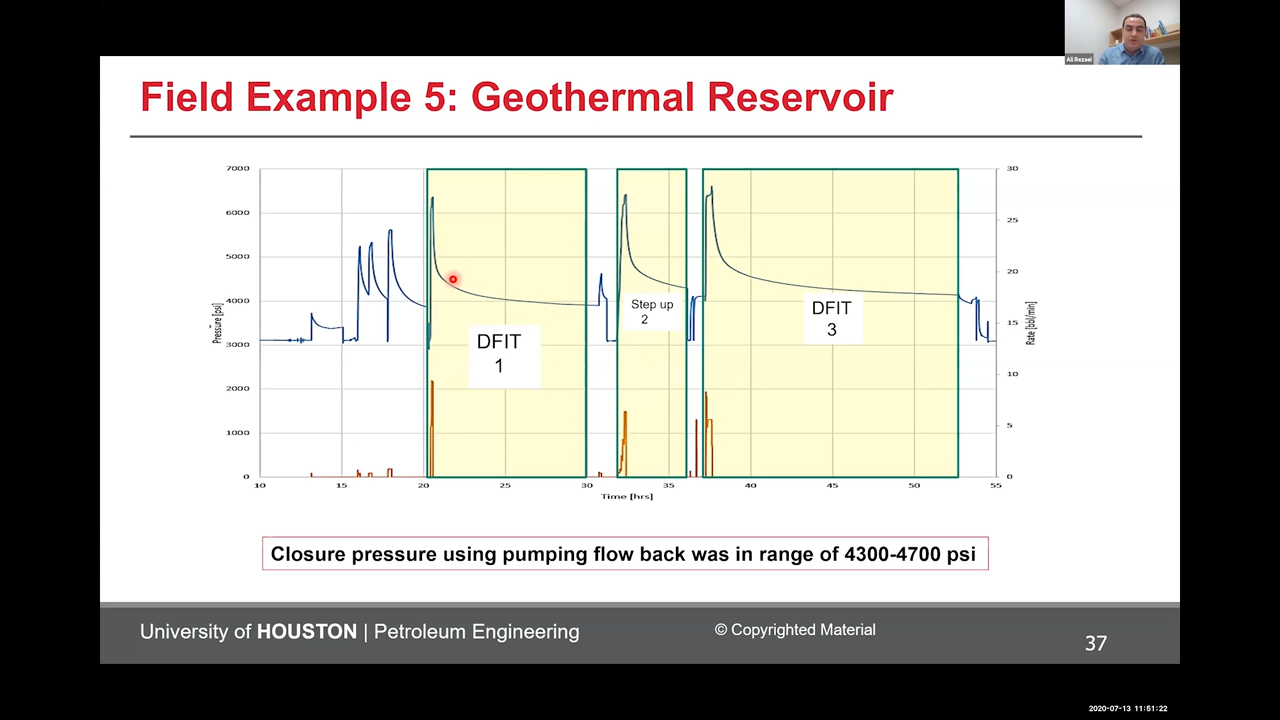 Ali Rezaei
Field Example 5: Geothermal Reservoir
7000
6000
5000
4000
3000
2000
1000
0
Pressure [psi]
30
25
20
15
10
5
0
Rate [bbl/min]
DFIT
1
Step up
2
DFIT
3
10 15 20 25 30 35 40 45 50 55
Time [hrs]
Closure pressure using pumping flow back was in range of 4300-4700 psi
University of HOUSTON | Petroleum Engineering
© Copyrighted Material
37
2020-07-13 11:51:22